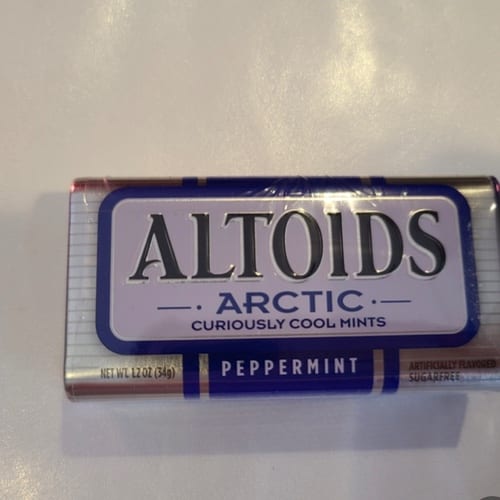 ALTOIDS
· ARCTIC ·
CURIOUSLY COOL MINTS
PEPPERMINT
NET WT. 1.2 OZ (34g)
ARTIFICIALLY FLAVORED
SUGARFREE